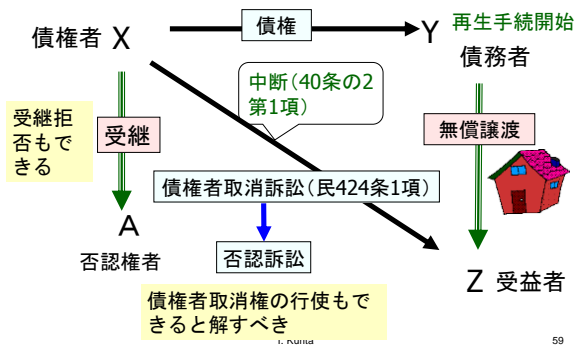 債権者 X
債権
Y 再生手続開始
債務者
中断(40条の2
第1項)
受継拒
否もで
きる
受継
無償譲渡
債権者取消訴訟(民424条1項)
A
否認権者
否認訴訟
Z 受益者
債権者取消権の行使もで
きると解すべき
59